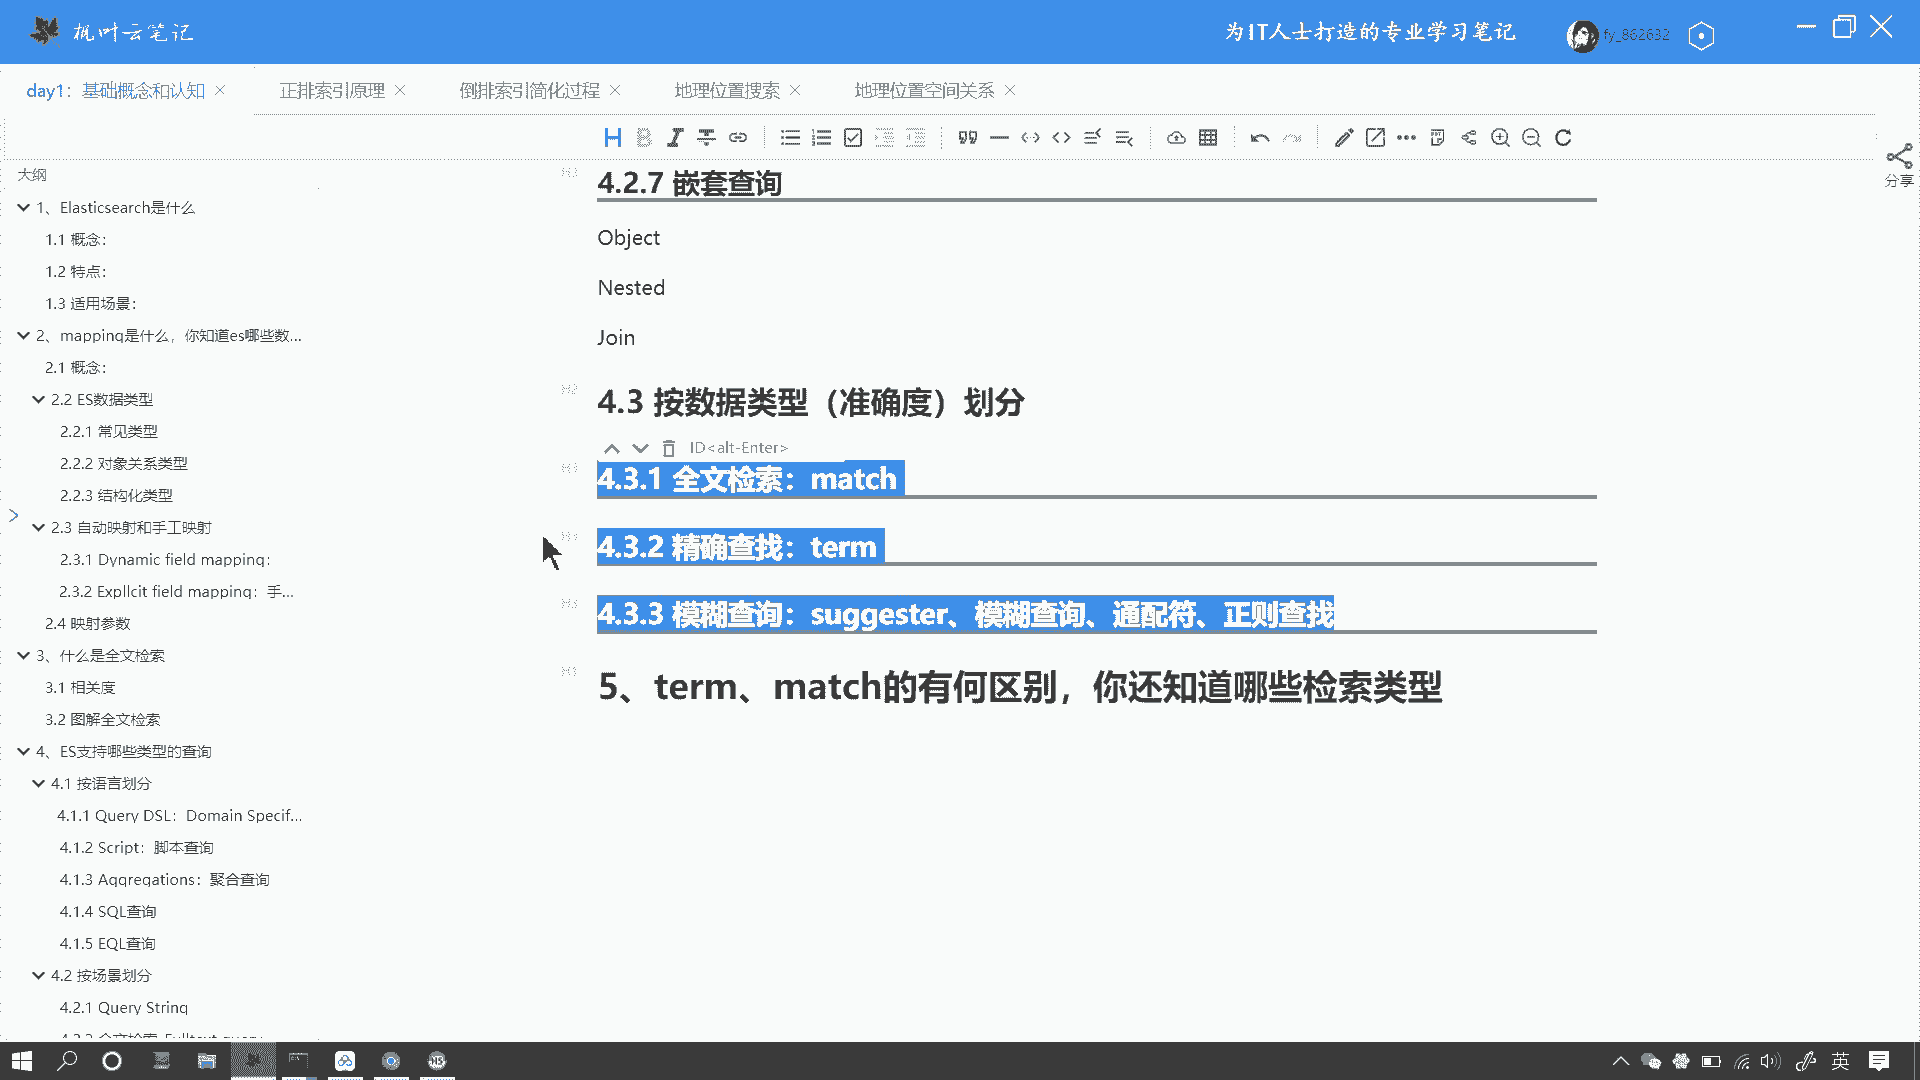 枫叶云笔记
为IT人士打造的专业学习笔记
fy_862632
day1：基础概念和认知
正排索引原理
倒排索引简化过程
地理位置搜索
地理位置空间关系
分享
大纲
1、Elasticsearch是什么
1.1 概念：
1.2 特点：
1.3 适用场景：
2、mapping是什么，你知道es哪些数...
2.1 概念：
2.2 ES数据类型
2.2.1 常见类型
2.2.2 对象关系类型
2.2.3 结构化类型
2.3 自动映射和手工映射
2.3.1 Dynamic field mapping：
2.3.2 Expllcit field mapping：手...
2.4 映射参数
3、什么是全文检索
3.1 相关度
3.2 图解全文检索
4、ES支持哪些类型的查询
4.1 按语言划分
4.1.1 Query DSL：Domain Specif...
4.1.2 Script：脚本查询
4.1.3 Aggregations：聚合查询
4.1.4 SQL查询
4.1.5 EQL查询
4.2 按场景划分
4.2.1 Query String
4.2.7 嵌套查询
Object
Nested
Join
4.3 按数据类型（准确度）划分
ID<alt-Enter>
4.3.1 全文检索：match
4.3.2 精确查找：term
4.3.3 模糊查询：suggester、模糊查询、通配符、正则查找
5、term、match的有何区别，你还知道哪些检索类型
英